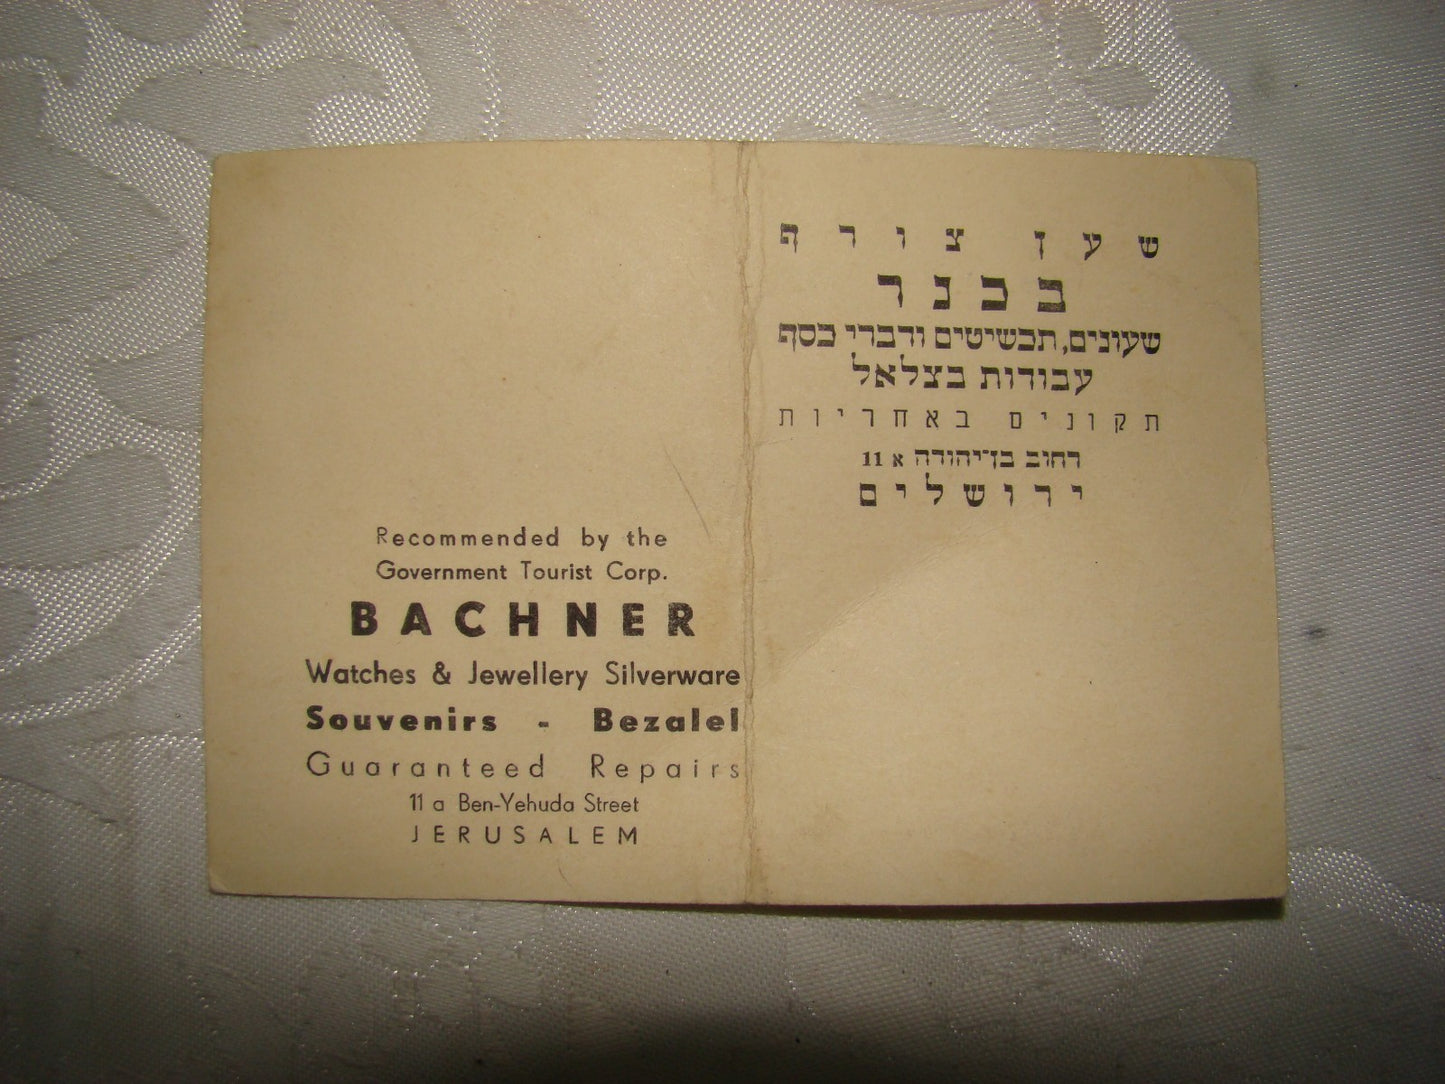 שען צורף
בכנר
שעונים, תכשיטים ודברי כסף
עבודות בצלאל
תקונים באחריות
רחוב בן־יהודה א 11
ירושלים
Recommended by the
Government Tourist Corp.
BACHNER
Watches & Jewellery Silverware
Souvenirs - Bezalel
Guaranteed Repairs
11 a Ben-Yehuda Street
JERUSALEM